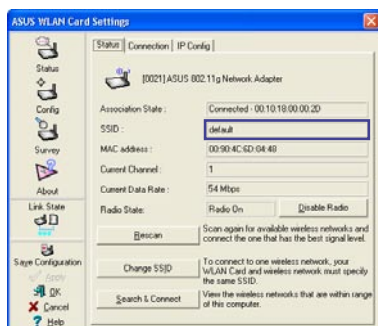 ASUS WLAN Card Settings
Status
Config
Survey
About
Link State
Save Configuration
Apply
OK
Cancel
Help
Status Connection IP Config
[0021] ASUS 802.11g Network Adapter
Association State : Connected - 00:10:18:00:00:2D
SSID : default
MAC address : 00:90:4C:6D:04:48
Current Channel : 1
Current Data Rate : 54 Mbps
Radio State: Radio On Disable Radio
Rescan Scan again for available wireless networks and
connect the one that has the best signal level.
Change SSID To connect to one wireless network, your
WLAN Card and wireless network must specify
the same SSID.
Search & Connect View the wireless networks that are within range
of this computer.